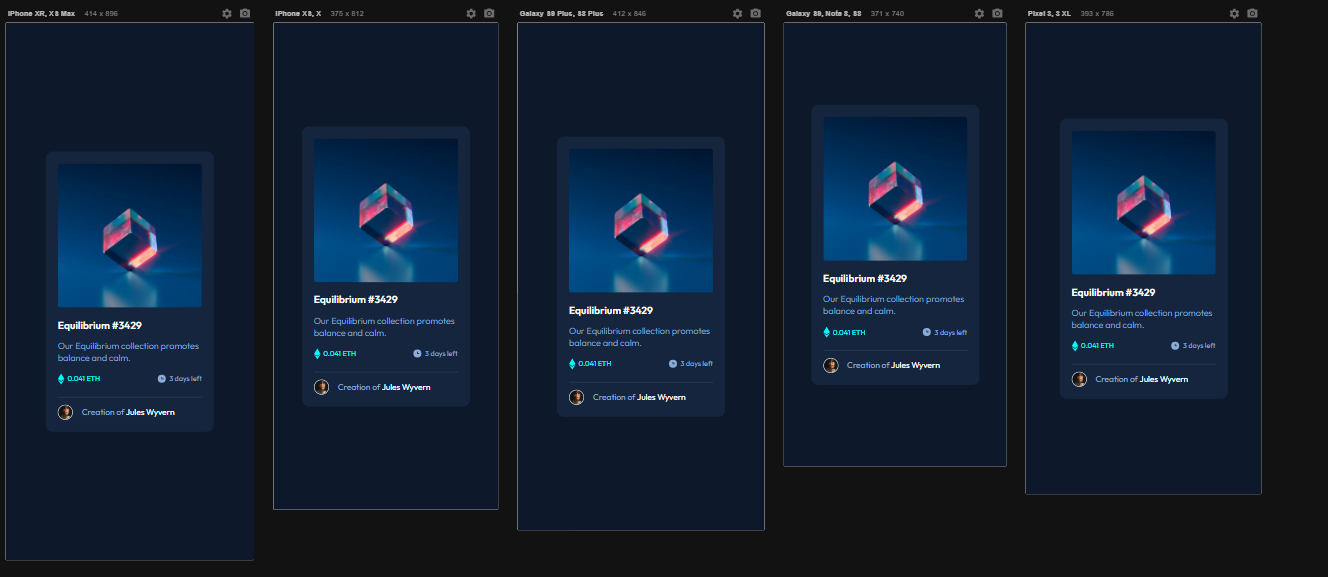 iPhone XR, XS Max 414 x 896
iPhone XS, X 375 x 812
Galaxy S9 Plus, S8 Plus 412 x 846
Galaxy S9, Note 8, S8 371 x 740
Pixel 3, 3 XL 393 x 786
Equilibrium #3429
Our Equilibrium collection promotes
balance and calm.
0.041 ETH 3 days left
Creation of Jules Wyvern
Equilibrium #3429
Our Equilibrium collection promotes
balance and calm.
0.041 ETH 3 days left
Creation of Jules Wyvern
Equilibrium #3429
Our Equilibrium collection promotes
balance and calm.
0.041 ETH 3 days left
Creation of Jules Wyvern
Equilibrium #3429
Our Equilibrium collection promotes
balance and calm.
0.041 ETH 3 days left
Creation of Jules Wyvern
Equilibrium #3429
Our Equilibrium collection promotes
balance and calm.
0.041 ETH 3 days left
Creation of Jules Wyvern